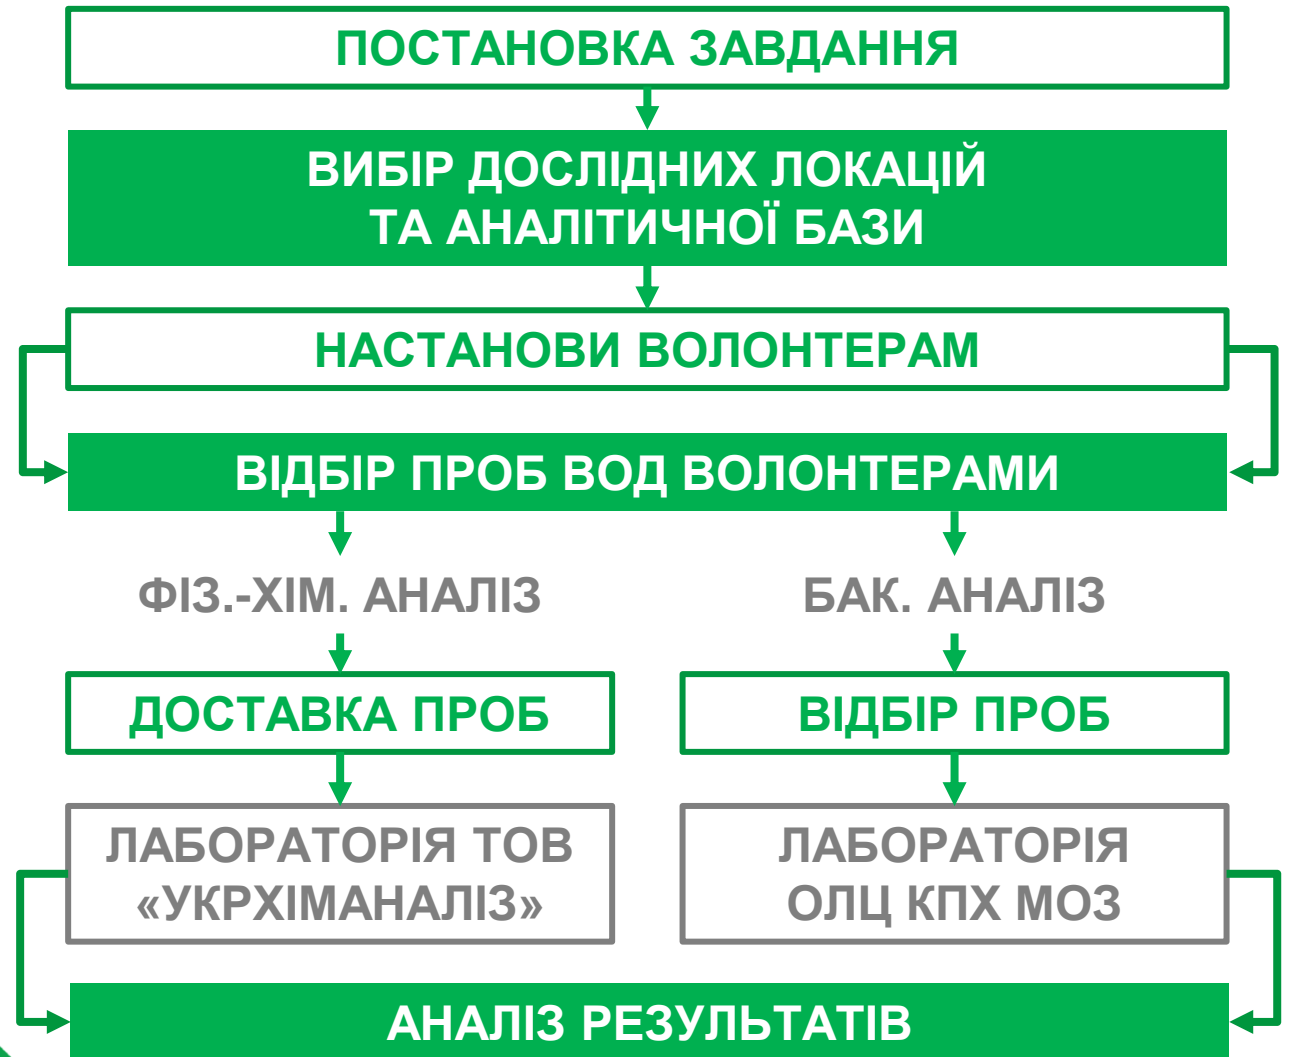 ПОСТАНОВКА ЗАВДАННЯ
ВИБІР ДОСЛІДНИХ ЛОКАЦІЙ
ТА АНАЛІТИЧНОЇ БАЗИ
НАСТАНОВИ ВОЛОНТЕРАМ
ВІДБІР ПРОБ ВОД ВОЛОНТЕРАМИ
ФІЗ.-ХІМ. АНАЛІЗ
БАК. АНАЛІЗ
ДОСТАВКА ПРОБ
ВІДБІР ПРОБ
ЛАБОРАТОРІЯ ТОВ
«УКРХІМАНАЛІЗ»
ЛАБОРАТОРІЯ
ОЛЦ КПХ МОЗ
АНАЛІЗ РЕЗУЛЬТАТІВ